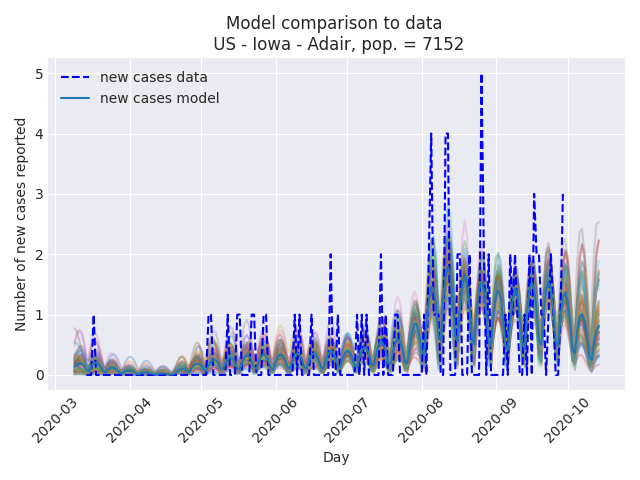 Model comparison to data
US - Iowa - Adair, pop. = 7152
new cases data
new cases model
Number of new cases reported
5
4
3
2
1
0
2020-03
2020-04
2020-05
2020-06
2020-07
2020-08
2020-09
2020-10
Day